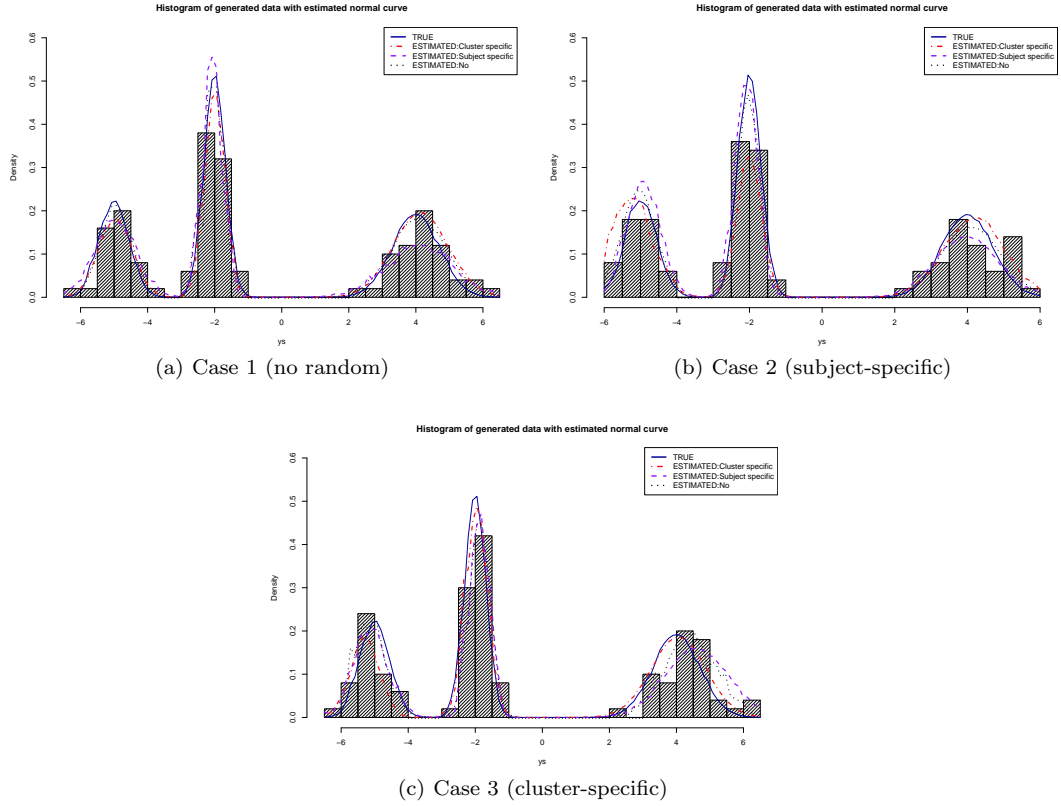 Histogram of generated data with estimated normal curve
TRUE
ESTIMATED:Cluster specific
ESTIMATED:Subject specific
ESTIMATED:No
Density
0.0 0.1 0.2 0.3 0.4 0.5 0.6
−6 −4 −2 0 2 4 6
ys
(a) Case 1 (no random)
Histogram of generated data with estimated normal curve
TRUE
ESTIMATED:Cluster specific
ESTIMATED:Subject specific
ESTIMATED:No
Density
0.0 0.1 0.2 0.3 0.4 0.5 0.6
−6 −4 −2 0 2 4 6
ys
(b) Case 2 (subject-specific)
Histogram of generated data with estimated normal curve
TRUE
ESTIMATED:Cluster specific
ESTIMATED:Subject specific
ESTIMATED:No
Density
0.0 0.1 0.2 0.3 0.4 0.5 0.6
−6 −4 −2 0 2 4 6
ys
(c) Case 3 (cluster-specific)